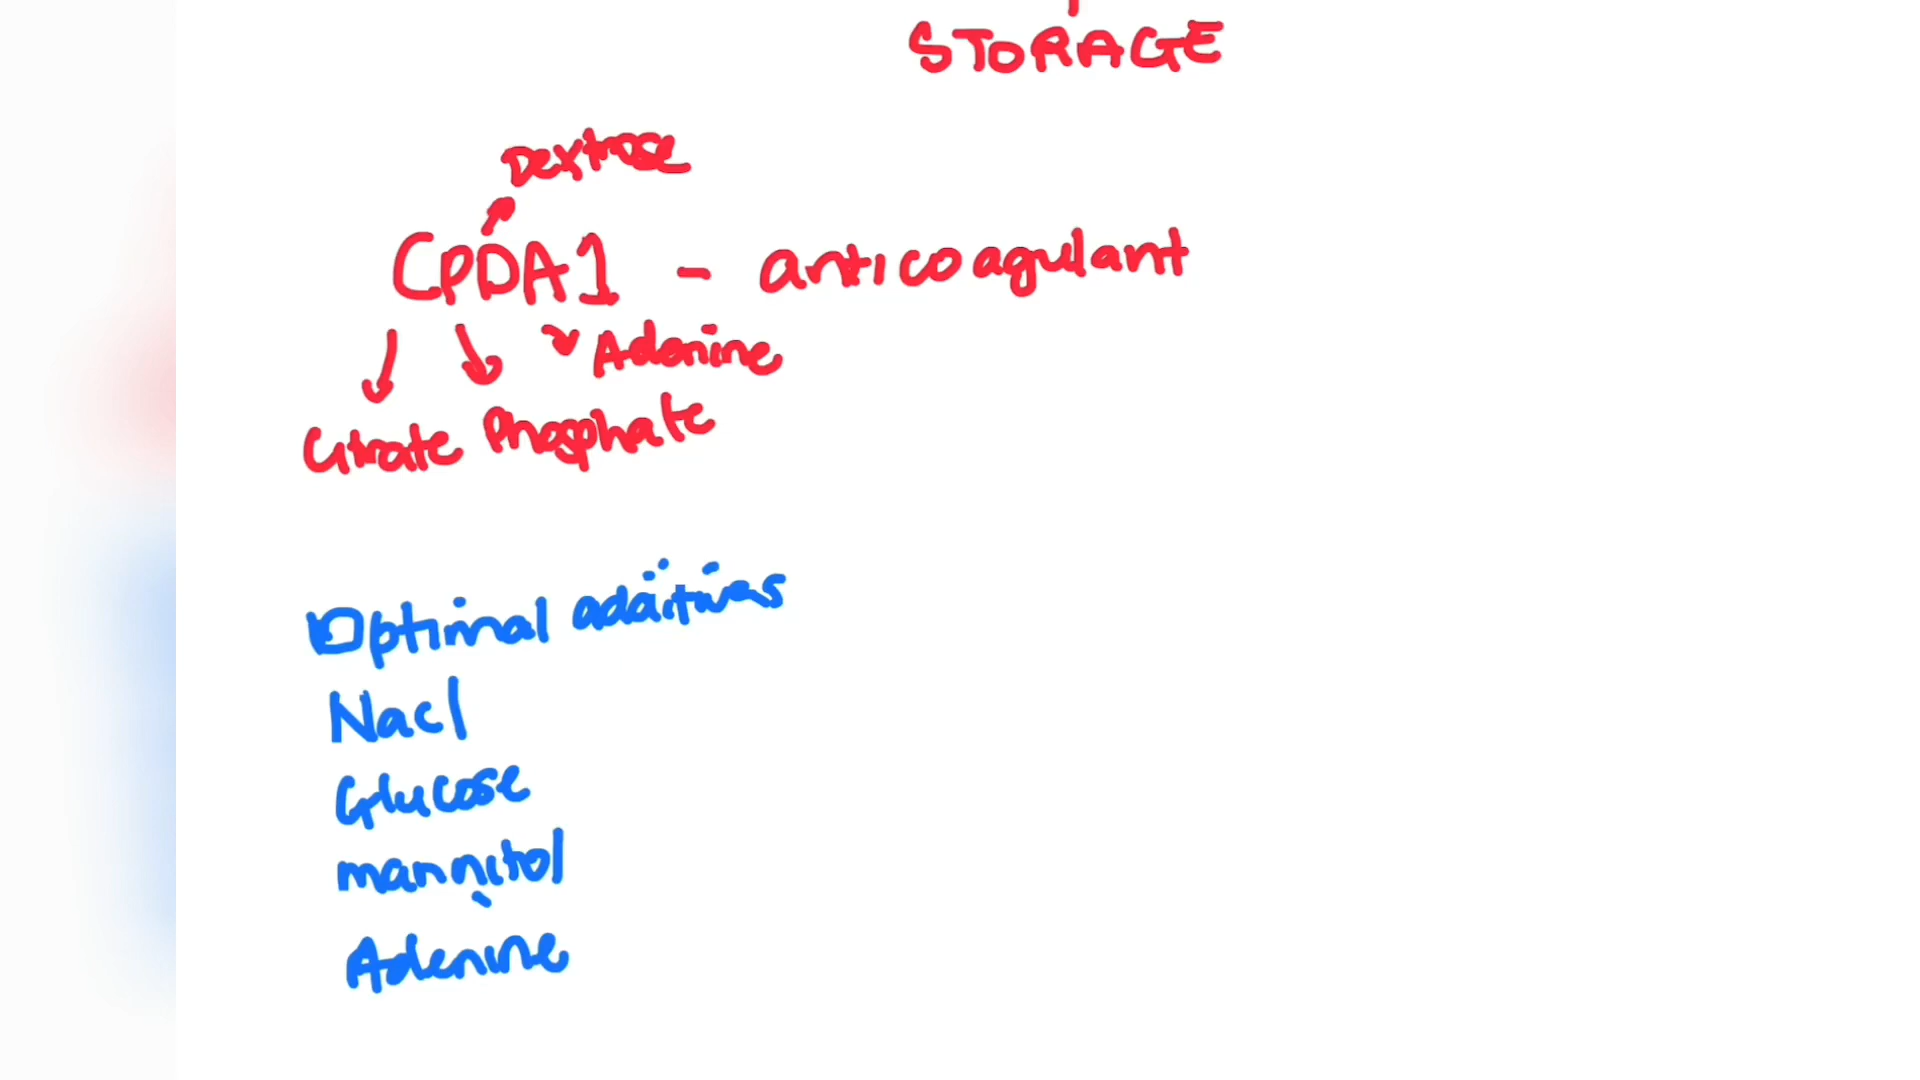 STORAGE
Dextrose
CPDA1 - anticoagulant
Adenine
Citrate Phosphate
Optimal additives
Nacl
Glucose
mannitol
Adenine